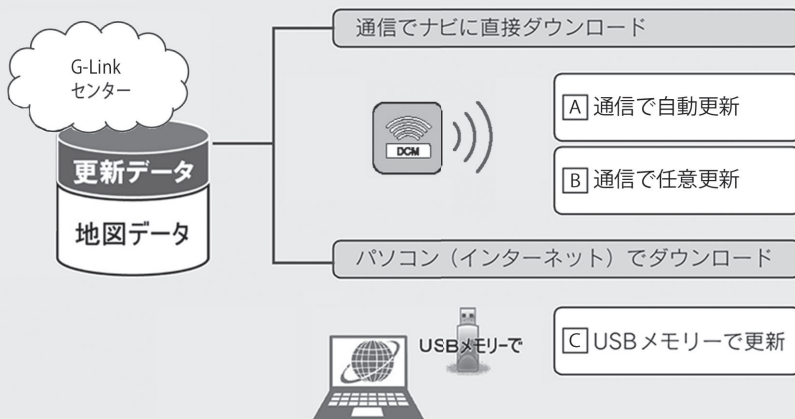 通信でナビに直接ダウンロード
G-Link
センター
更新データ
地図データ
DCM
A 通信で自動更新
B 通信で任意更新
パソコン（インターネット）でダウンロード
USBメモリーで
C USBメモリーで更新